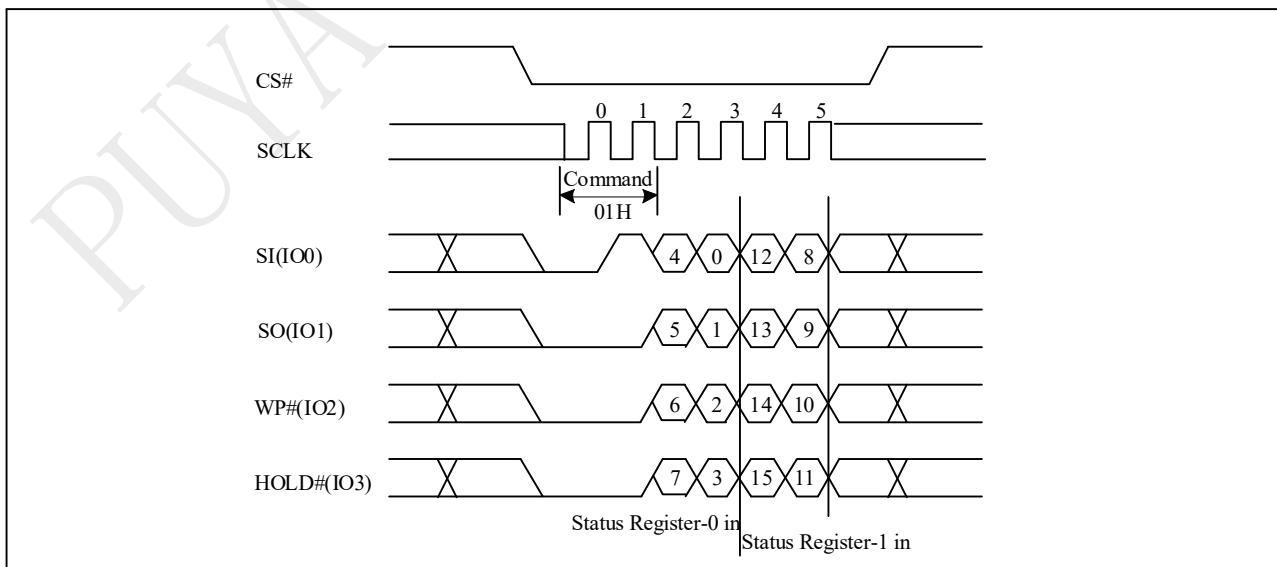 PUYA
CS#
0 1 2 3 4 5
SCLK
Command
01H
SI(IO0) 4 0 12 8
SO(IO1) 5 1 13 9
WP#(IO2) 6 2 14 10
HOLD#(IO3) 7 3 15 11
Status Register-0 in
Status Register-1 in